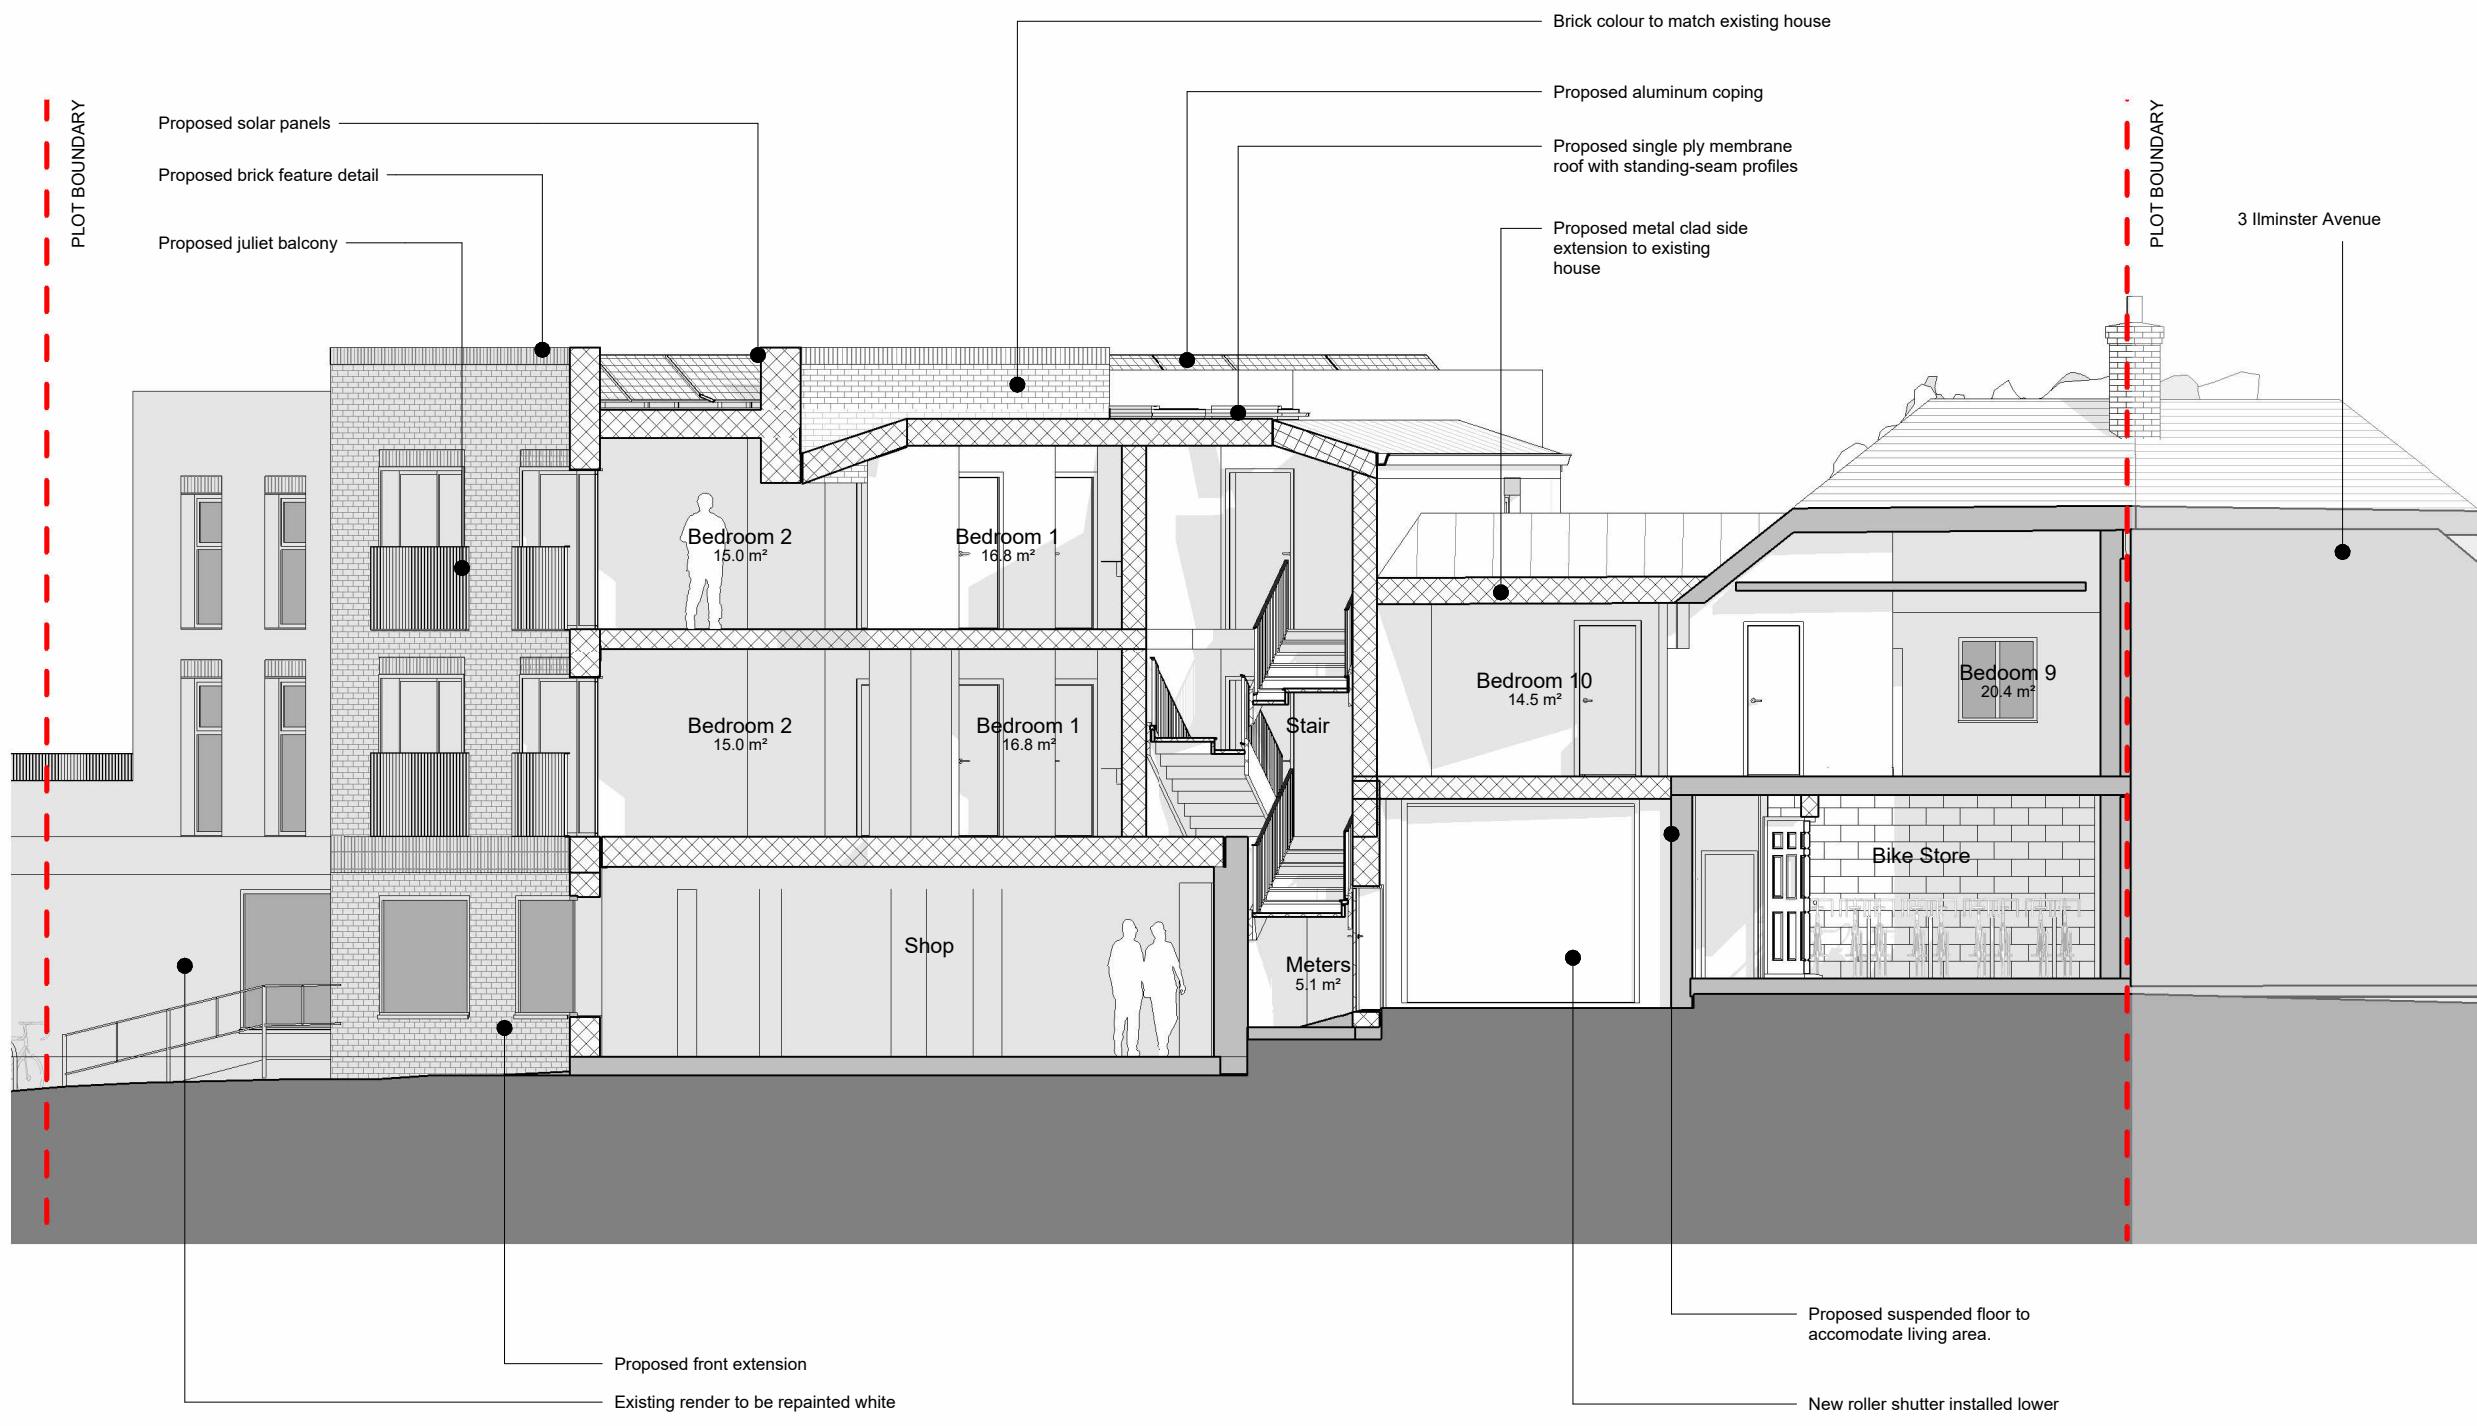 Brick colour to match existing house
Proposed aluminum coping
Proposed solar panels
Proposed single ply membrane
roof with standing-seam profiles
Proposed brick feature detail
Proposed metal clad side
extension to existing
house
Proposed juliet balcony
PLOT BOUNDARY
PLOT BOUNDARY
3 Ilminster Avenue
Bedroom 2
15.0 m²
Bedroom 1
16.8 m²
Bedroom 10
14.5 m²
Bedoom 9
20.4 m²
Bedroom 2
15.0 m²
Bedroom 1
16.8 m²
Stair
Bike Store
Shop
Meters
5.1 m²
Proposed suspended floor to
accomodate living area.
Proposed front extension
Existing render to be repainted white
New roller shutter installed lower